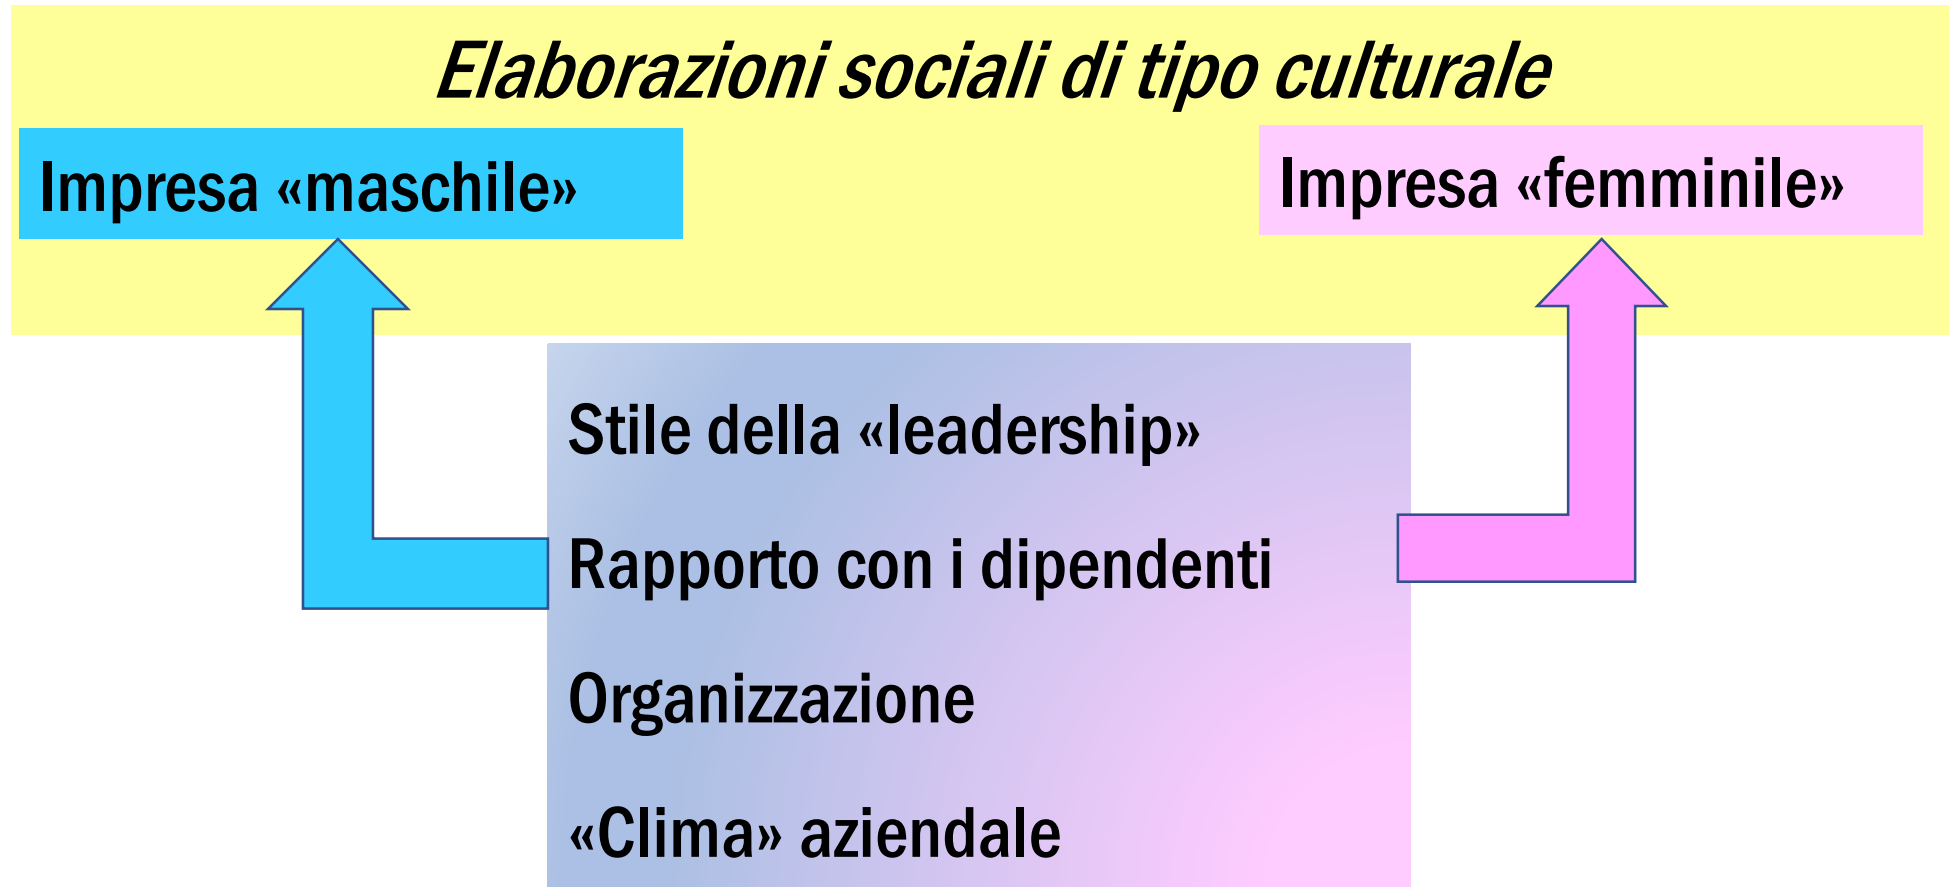 Elaborazioni sociali di tipo culturale
Impresa «maschile»
Impresa «femminile»
Stile della «leadership»
Rapporto con i dipendenti
Organizzazione
«Clima» aziendale